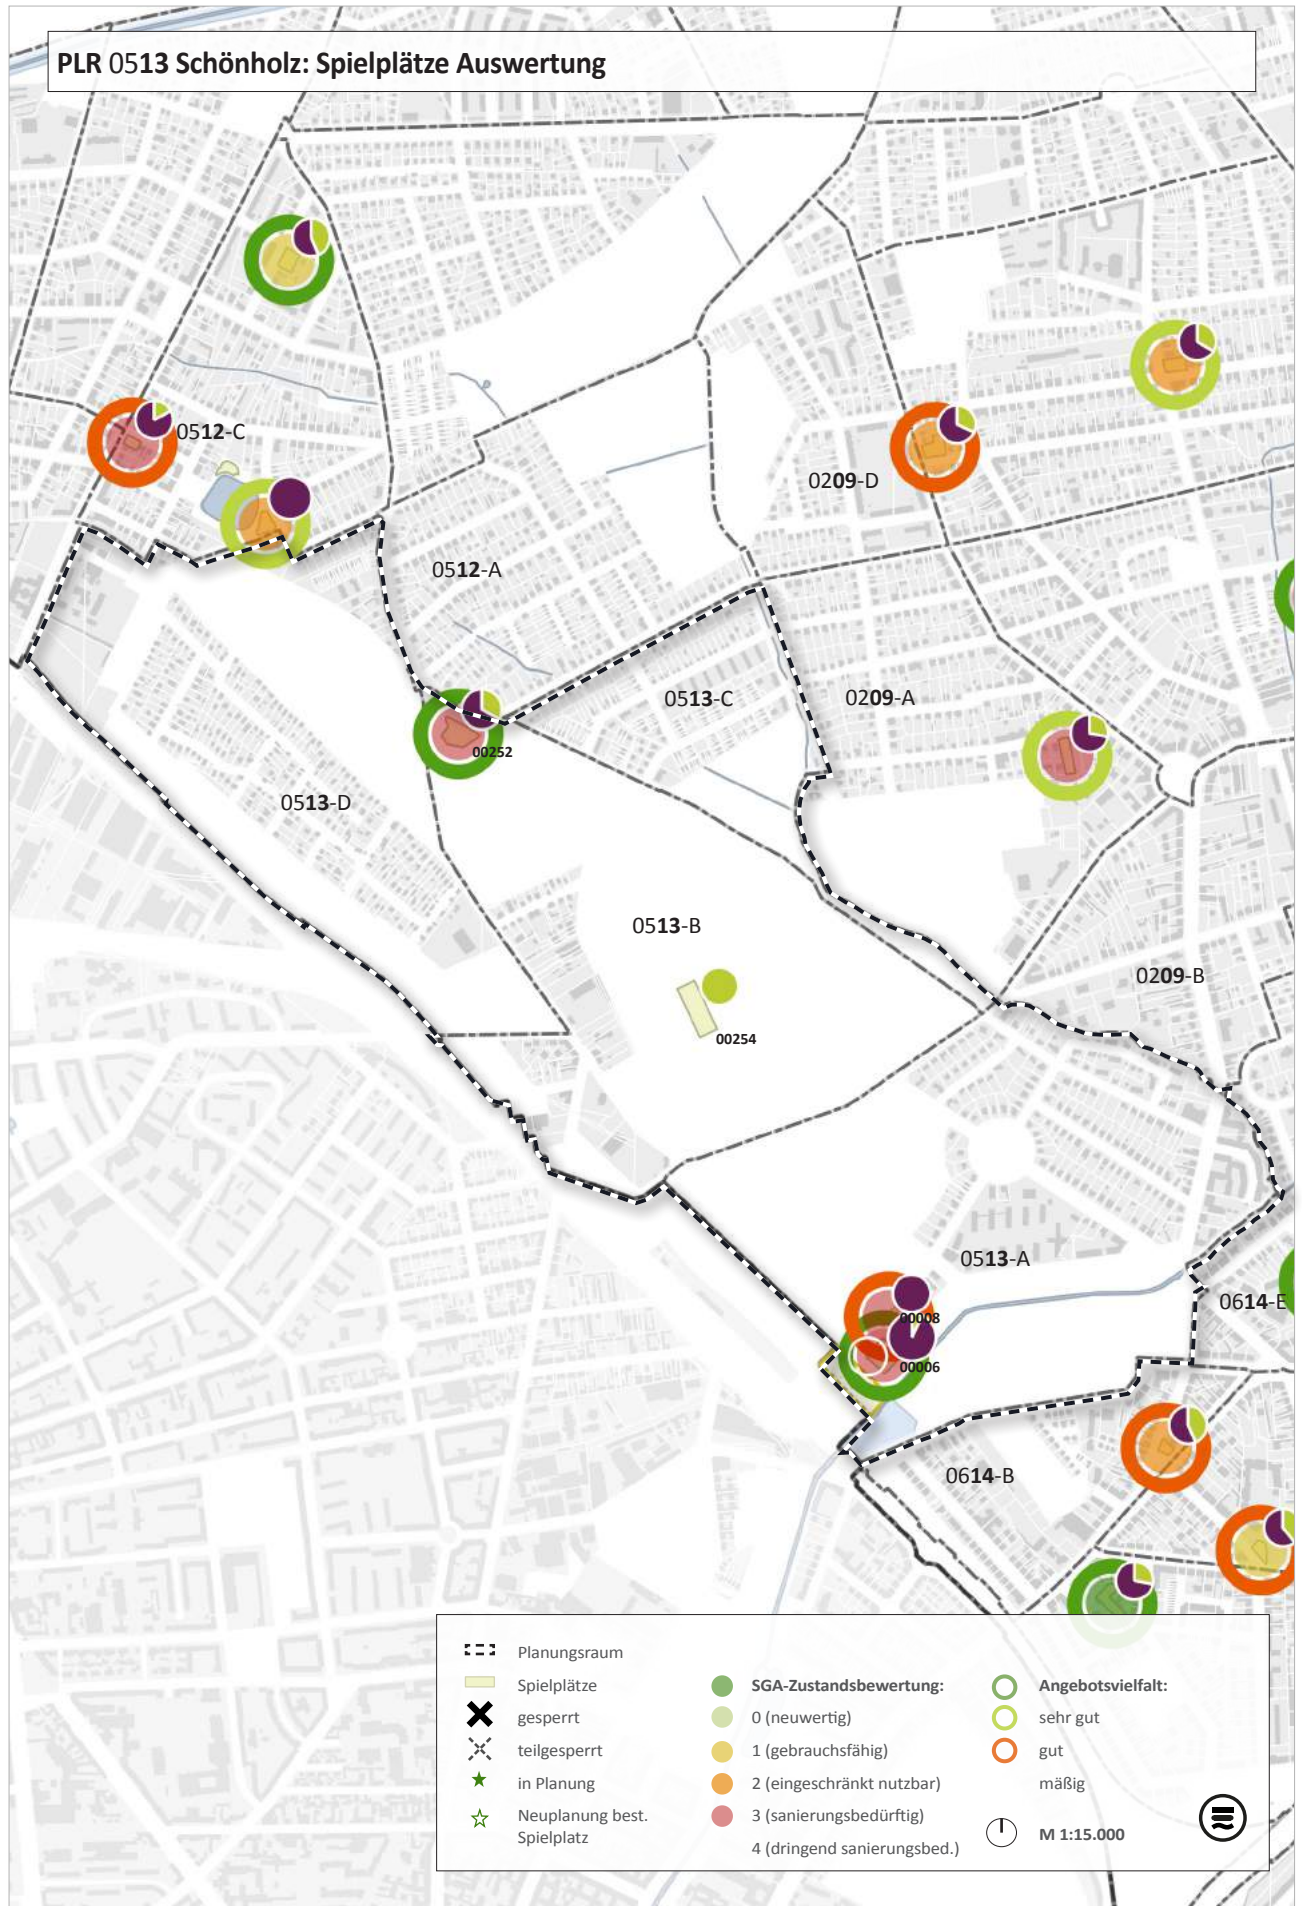 PLR 0513 Schönholz: Spielplätze Auswertung
0512-C
0209-D
0512-A
0513-C
0209-A
00252
0513-D
0513-B
0209-B
00254
0513-A
0614-E
00008
00006
0614-B
Planungsraum
Spielplätze
gesperrt
teilgesperrt
in Planung
Neuplanung best.
Spielplatz
SGA-Zustandsbewertung:
0 (neuwertig)
1 (gebrauchsfähig)
2 (eingeschränkt nutzbar)
3 (sanierungsbedürftig)
4 (dringend sanierungsbed.)
Angebotsvielfalt:
sehr gut
gut
mäßig
M 1:15.000